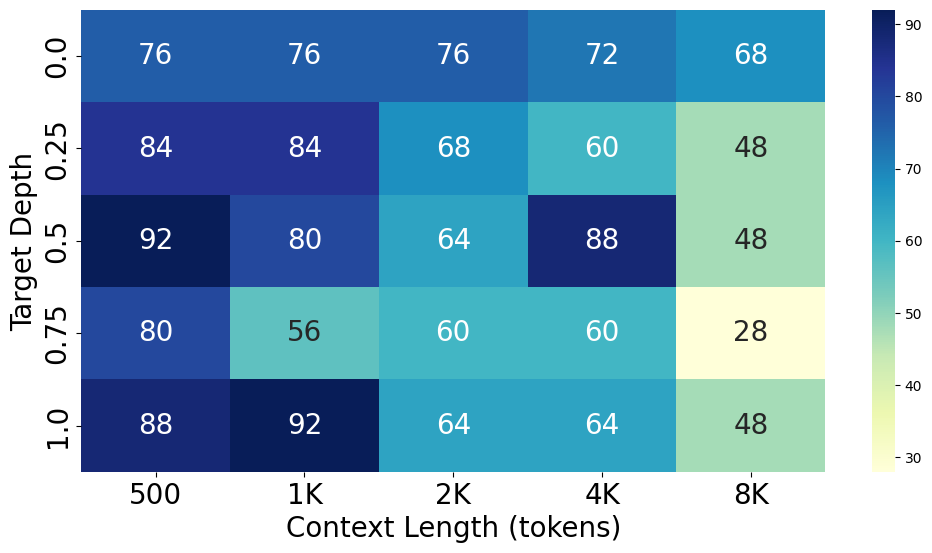 Target Depth
0.0 76 76 76 72 68
0.25 84 84 68 60 48
0.5 92 80 64 88 48
0.75 80 56 60 60 28
1.0 88 92 64 64 48
500 1K 2K 4K 8K
Context Length (tokens)
90
80
70
60
50
40
30